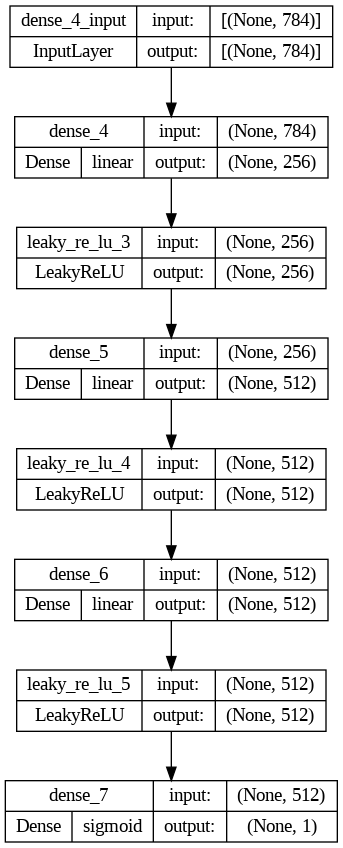 dense_4_input input: [(None, 784)]
InputLayer output: [(None, 784)]
dense_4 input: (None, 784)
Dense linear output: (None, 256)
leaky_re_lu_3 input: (None, 256)
LeakyReLU output: (None, 256)
dense_5 input: (None, 256)
Dense linear output: (None, 512)
leaky_re_lu_4 input: (None, 512)
LeakyReLU output: (None, 512)
dense_6 input: (None, 512)
Dense linear output: (None, 512)
leaky_re_lu_5 input: (None, 512)
LeakyReLU output: (None, 512)
dense_7 input: (None, 512)
Dense sigmoid output: (None, 1)